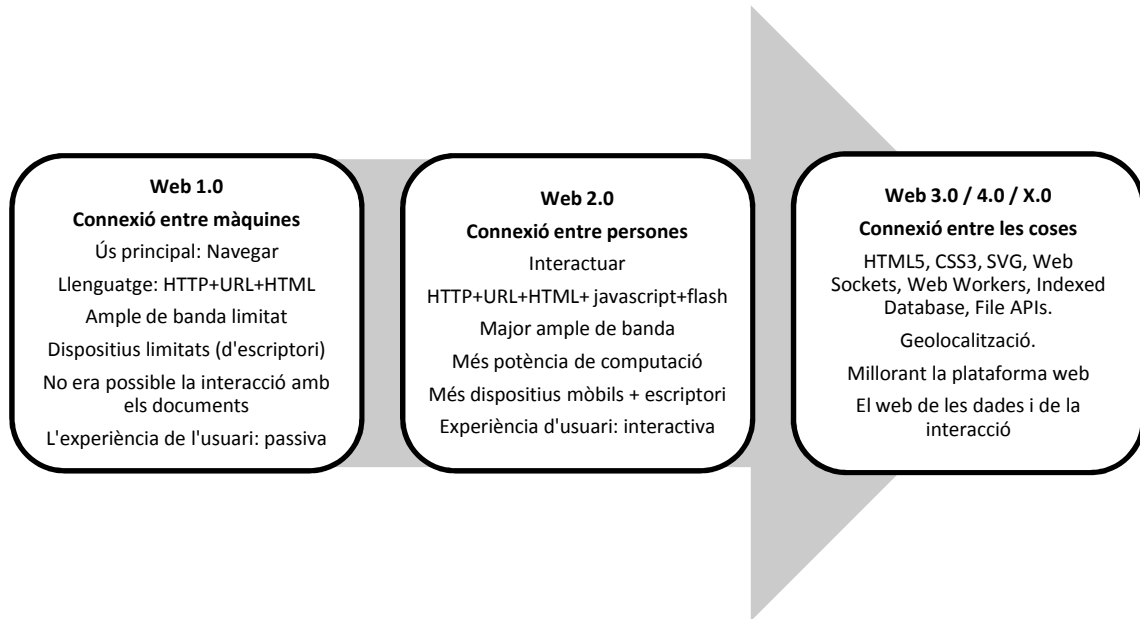 Web 1.0
Connexió entre màquines
Ús principal: Navegar
Llenguatge: HTTP+URL+HTML
Ample de banda limitat
Dispositius limitats (d'escriptori)
No era possible la interacció amb
els documents
L'experiència de l'usuari: passiva
Web 2.0
Connexió entre persones
Interactuar
HTTP+URL+HTML+ javascript+flash
Major ample de banda
Més potència de computació
Més dispositius mòbils + escriptori
Experiència d'usuari: interactiva
Web 3.0 / 4.0 / X.0
Connexió entre les coses
HTML5, CSS3, SVG, Web
Sockets, Web Workers, Indexed
Database, File APIs.
Geolocalització.
Millorant la plataforma web
El web de les dades i de la
interacció